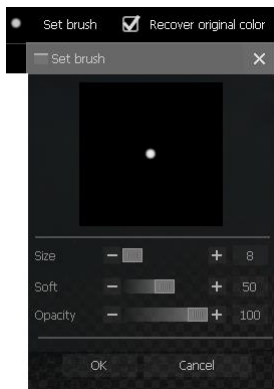 Set brush Recover original color
Set brush
Size 8
Soft 50
Opacity 100
OK Cancel